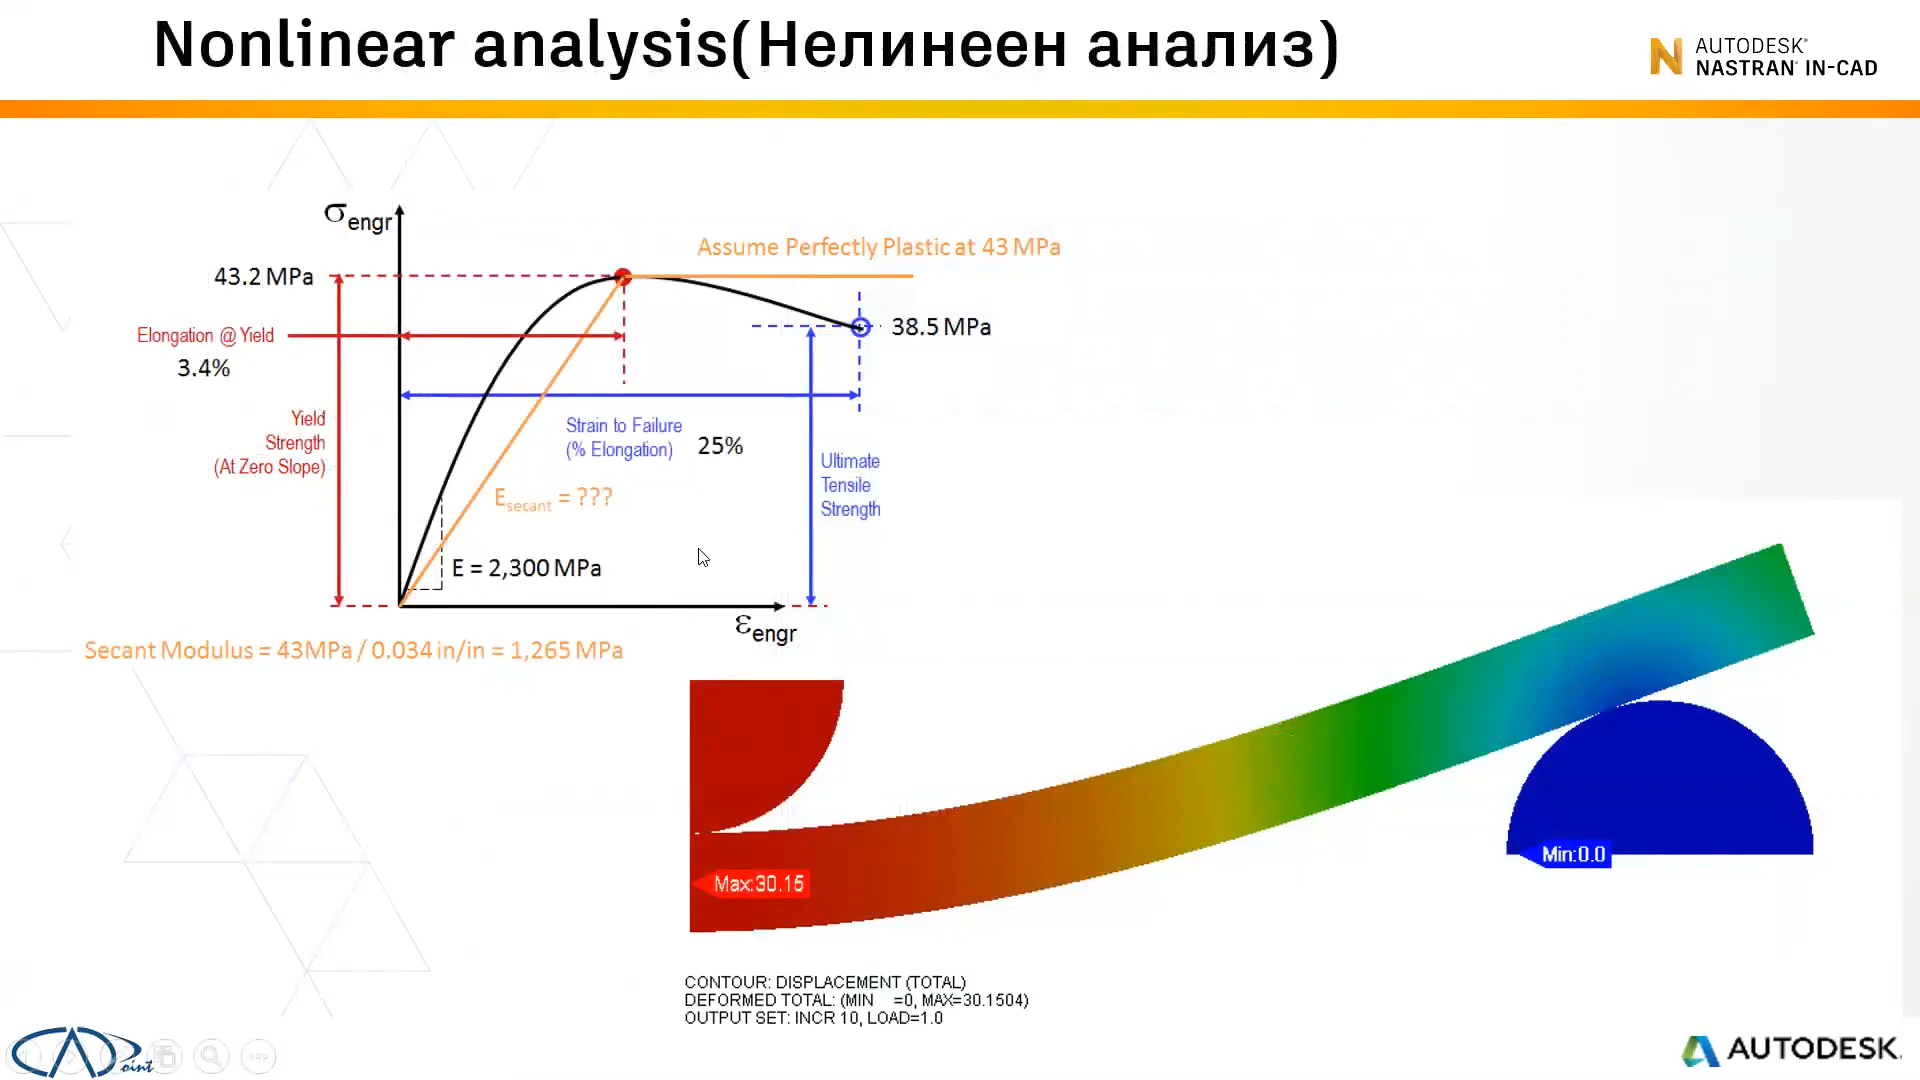 Nonlinear analysis(Нелинеен анализ)
AUTODESK®
NASTRAN® IN-CAD
σengr
Assume Perfectly Plastic at 43 MPa
43.2 MPa
38.5 MPa
Elongation @ Yield
3.4%
Yield
Strength
(At Zero Slope)
Strain to Failure
(% Elongation)
25%
Ultimate
Tensile
Strength
Esecant = ???
E = 2,300 MPa
εengr
Secant Modulus = 43MPa / 0.034 in/in = 1,265 MPa
Max:30.15
Min:0.0
CONTOUR: DISPLACEMENT (TOTAL)
DEFORMED TOTAL: (MIN =0, MAX=30.1504)
OUTPUT SET: INCR 10, LOAD=1.0
AUTODESK.